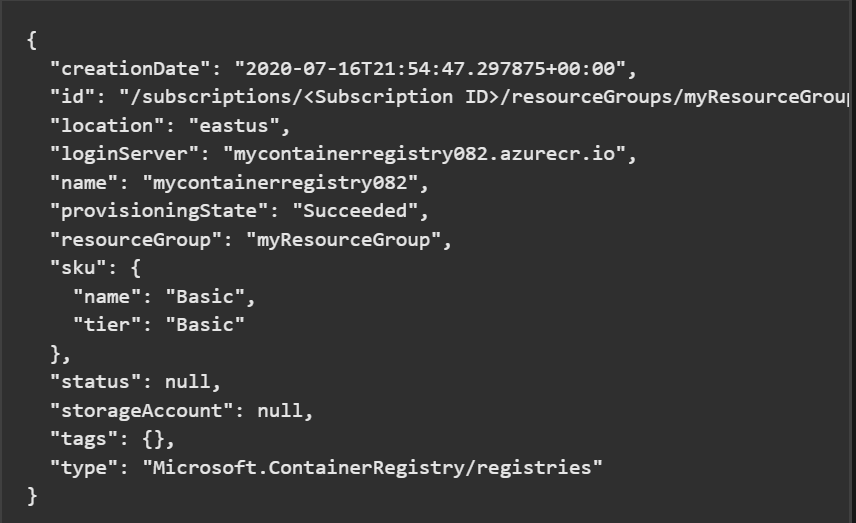 {
  "creationDate": "2020-07-16T21:54:47.297875+00:00",
  "id": "/subscriptions/<Subscription ID>/resourceGroups/myResourceGroup
  "location": "eastus",
  "loginServer": "mycontainerregistry082.azurecr.io",
  "name": "mycontainerregistry082",
  "provisioningState": "Succeeded",
  "resourceGroup": "myResourceGroup",
  "sku": {
    "name": "Basic",
    "tier": "Basic"
  },
  "status": null,
  "storageAccount": null,
  "tags": {},
  "type": "Microsoft.ContainerRegistry/registries"
}